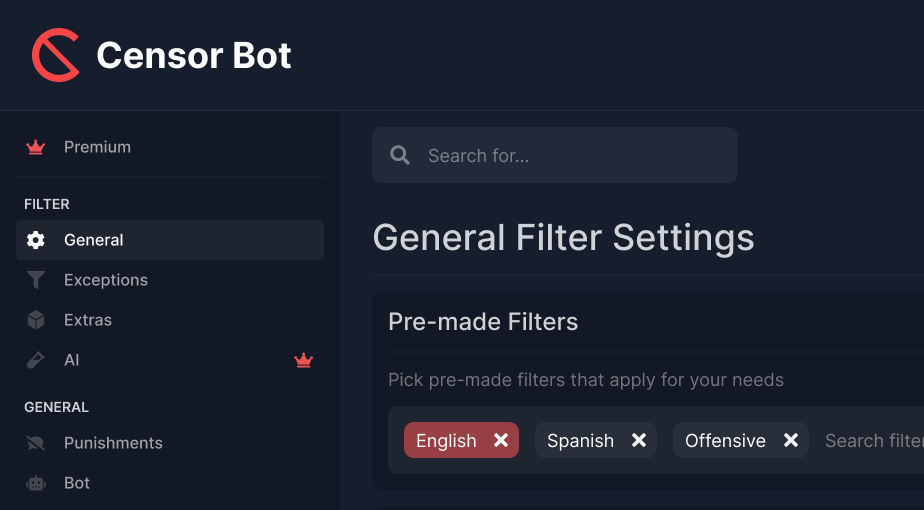 Censor Bot
Premium
FILTER
General
Exceptions
Extras
AI
GENERAL
Punishments
Bot
Search for...
General Filter Settings
Pre-made Filters
Pick pre-made filters that apply for your needs
English Spanish Offensive Search filter